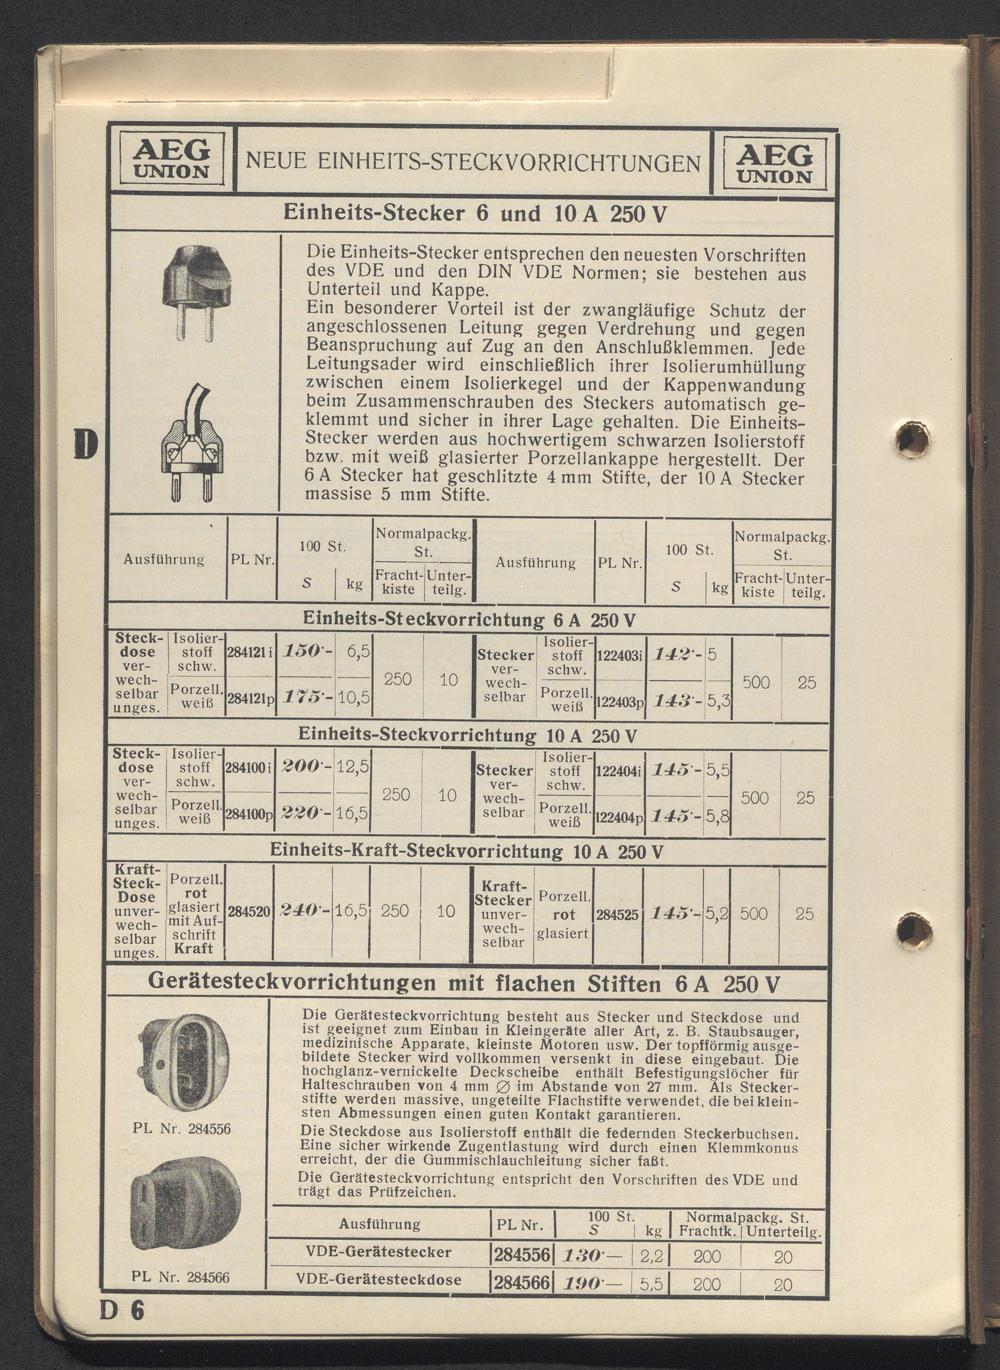 AEG
UNION
NEUE EINHEITS-STECKVORRICHTUNGEN
AEG
UNION
Einheits-Stecker 6 und 10 A 250 V
Die Einheits-Stecker entsprechen den neuesten Vorschriften
des VDE und den DIN VDE Normen; sie bestehen aus
Unterteil und Kappe.
Ein besonderer Vorteil ist der zwangläufige Schutz der
angeschlossenen Leitung gegen Verdrehung und gegen
Beanspruchung auf Zug an den Anschlußklemmen. Jede
Leitungsader wird einschließlich ihrer Isolierumhüllung
zwischen einem Isolierkegel und der Kappenwandung
beim Zusammenschrauben des Steckers automatisch ge-
klemmt und sicher in ihrer Lage gehalten. Die Einheits-
Stecker werden aus hochwertigem schwarzen Isolierstoff
bzw. mit weiß glasierter Porzellankappe hergestellt. Der
6 A Stecker hat geschlitzte 4 mm Stifte, der 10 A Stecker
massise 5 mm Stifte.
D
Ausführung PL Nr. 100 St. S kg Normalpackg. St. Fracht-kiste Unter-teilg. Ausführung PL Nr. 100 St. S kg Normalpackg. St. Fracht-kiste Unter-teilg.
Einheits-Steckvorrichtung 6 A 250 V
Steck-dose ver-wech-selbar unges. Isolier-stoff schw. 284121 i 150·- 6,5 250 10 Stecker ver-wech-selbar Isolier-stoff schw. 122403i 142·- 5 500 25
Porzell. weiß 284121p 175·- 10,5 Porzell. weiß 122403p 143·- 5,3
Einheits-Steckvorrichtung 10 A 250 V
Steck-dose ver-wech-selbar unges. Isolier-stoff schw. 284100 i 200·- 12,5 250 10 Stecker ver-wech-selbar Isolier-stoff schw. 122404i 145·- 5,5 500 25
Porzell. weiß 284100p 220·- 16,5 Porzell. weiß 122404p 145·- 5,8
Einheits-Kraft-Steckvorrichtung 10 A 250 V
Kraft-Steck-Dose unver-wech-selbar unges. Porzell. rot glasiert mit Auf-schrift Kraft 284520 240·- 16,5 250 10 Kraft-Stecker unver-wech-selbar Porzell. rot glasiert 284525 145·- 5,2 500 25
Gerätesteckvorrichtungen mit flachen Stiften 6 A 250 V
Die Gerätesteckvorrichtung besteht aus Stecker und Steckdose und
ist geeignet zum Einbau in Kleingeräte aller Art, z. B. Staubsauger,
medizinische Apparate, kleinste Motoren usw. Der topfförmig ausge-
bildete Stecker wird vollkommen versenkt in diese eingebaut. Die
hochglanz-vernickelte Deckscheibe enthält Befestigungslöcher für
Halteschrauben von 4 mm ∅ im Abstande von 27 mm. Als Stecker-
stifte werden massive, ungeteilte Flachstifte verwendet, die bei klein-
sten Abmessungen einen guten Kontakt garantieren.
Die Steckdose aus Isolierstoff enthält die federnden Steckerbuchsen.
Eine sicher wirkende Zugentlastung wird durch einen Klemmkonus
erreicht, der die Gummischlauchleitung sicher faßt.
Die Gerätesteckvorrichtung entspricht den Vorschriften des VDE und
trägt das Prüfzeichen.
PL Nr. 284556
PL Nr. 284566
Ausführung PL Nr. 100 St. S kg Normalpackg. St. Frachtk. Unterteilg.
VDE-Gerätestecker 284556 130·— 2,2 200 20
VDE-Gerätesteckdose 284566 190·— 5,5 200 20
D 6